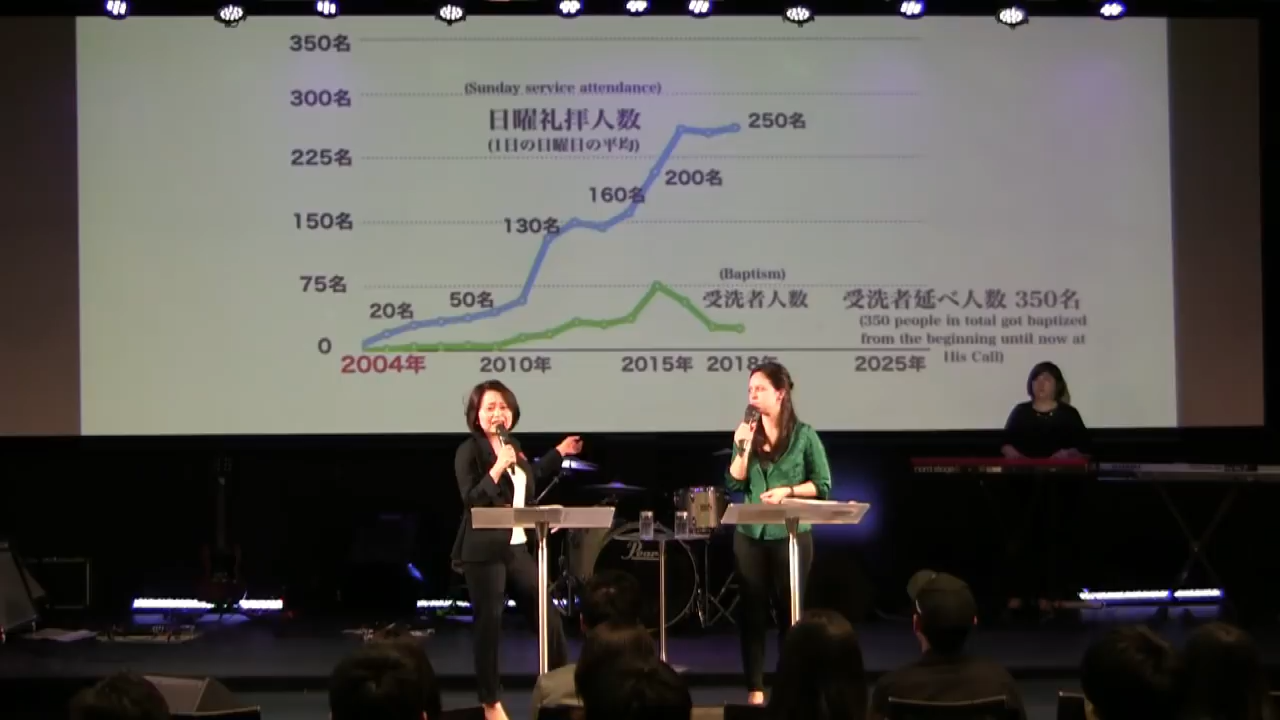 350名
(Sunday service attendance)
300名
日曜礼拝人数
250名
(1日の日曜日の平均)
225名
200名
160名
150名
130名
(Baptism)
75名
受洗者人数
受洗者延べ人数 350名
50名
20名
(350 people in total got baptized
from the beginning until now at
His Call)
0
2004年
2010年
2015年
2018年
2025年
nord stage
Pearl